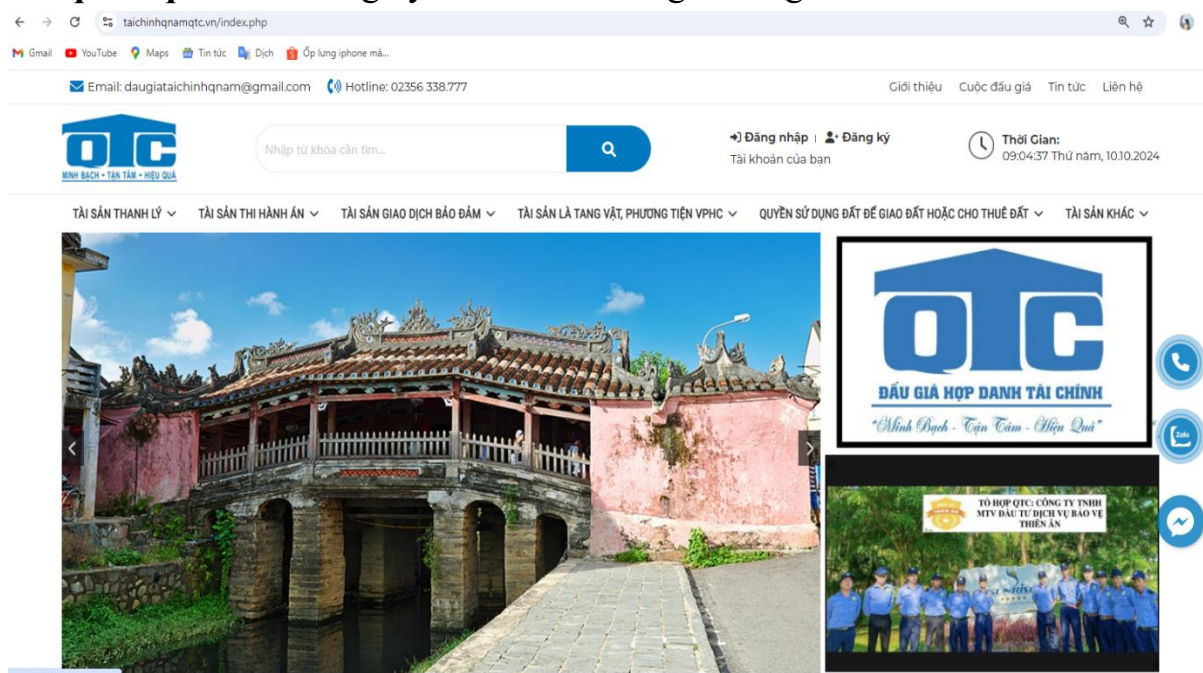 taichinhqnamqtc.vn/index.php
Gmail YouTube Maps Tin tức Dịch Ốp lưng iphone mà...
Email: daugiataichinhqnam@gmail.com Hotline: 02356 338.777 Giới thiệu Cuộc đấu giá Tin tức Liên hệ
QTC
MINH BẠCH - TẬN TÂM - HIỆU QUẢ
Nhập từ khóa cần tìm...
Đăng nhập | Đăng ký
Tài khoản của bạn
Thời Gian:
09:04:37 Thứ năm, 10.10.2024
TÀI SẢN THANH LÝ TÀI SẢN THI HÀNH ÁN TÀI SẢN GIAO DỊCH BẢO ĐẢM TÀI SẢN LÀ TANG VẬT, PHƯƠNG TIỆN VPHC QUYỀN SỬ DỤNG ĐẤT ĐỂ GIAO ĐẤT HOẶC CHO THUÊ ĐẤT TÀI SẢN KHÁC
QTC
ĐẤU GIÁ HỢP DANH TÀI CHÍNH
"Minh Bạch - Tận Tâm - Hiệu Quả"
Zalo
TỔ HỢP QTC: CÔNG TY TNHH
MTV ĐẦU TƯ DỊCH VỤ BẢO VỆ
THIÊN ÂN